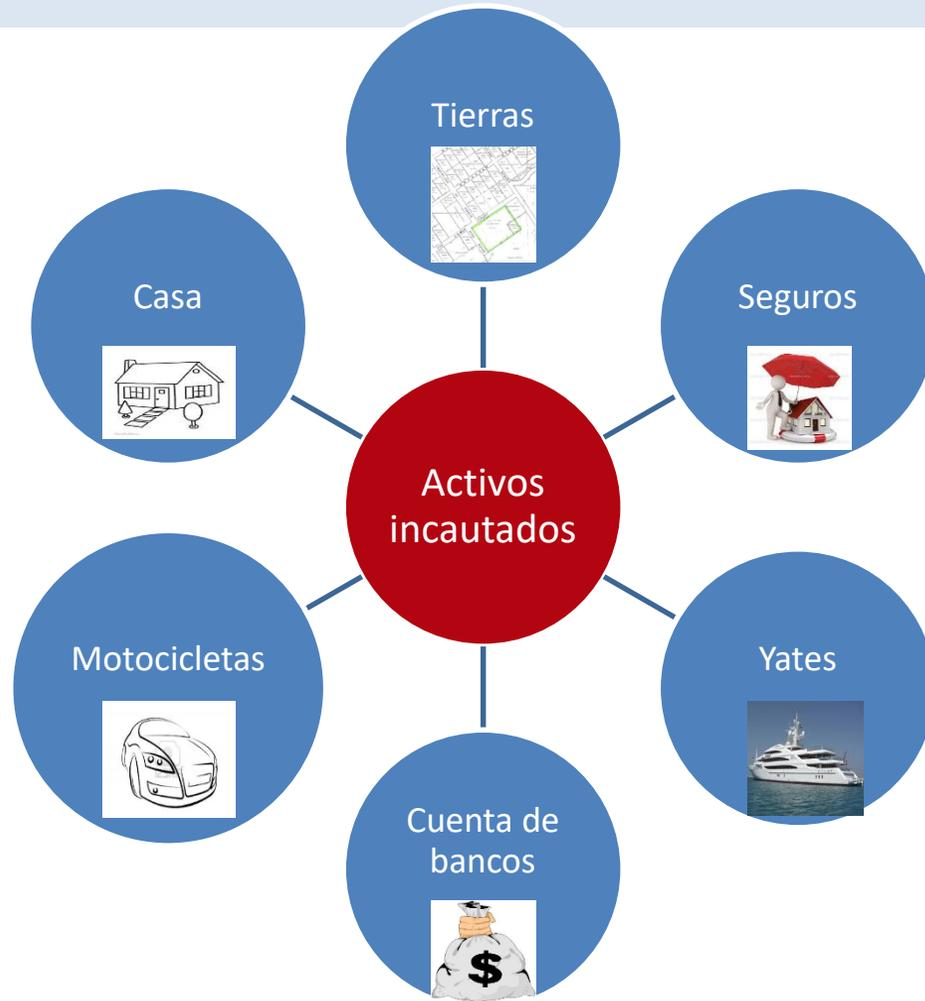 Tierras
Casa
Seguros
Activos
incautados
Motocicletas
Yates
Cuenta de
bancos
$